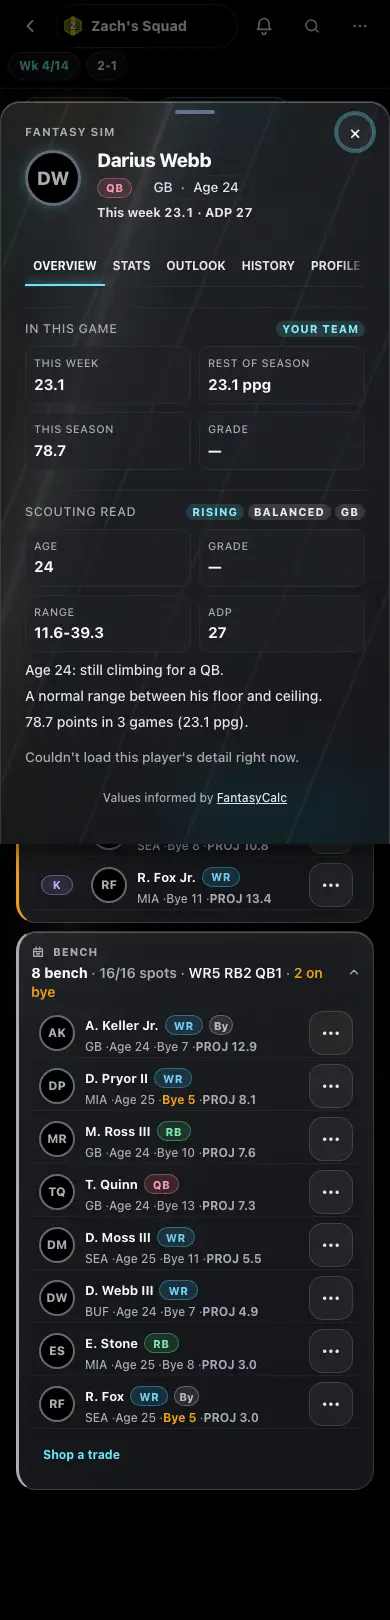 Zach's Squad
Wk 4/14
2-1
FANTASY SIM
DW
Darius Webb
QB GB · Age 24
This week 23.1 · ADP 27
OVERVIEW STATS OUTLOOK HISTORY PROFILE
IN THIS GAME YOUR TEAM
THIS WEEK
23.1
REST OF SEASON
23.1 ppg
THIS SEASON
78.7
GRADE
—
SCOUTING READ RISING BALANCED GB
AGE
24
GRADE
—
RANGE
11.6-39.3
ADP
27
Age 24: still climbing for a QB.
A normal range between his floor and ceiling.
78.7 points in 3 games (23.1 ppg).
Couldn't load this player's detail right now.
Values informed by FantasyCalc
SEA ·Bye 8 ·PROJ 10.8
K RF R. Fox Jr. WR
MIA ·Bye 11 ·PROJ 13.4
BENCH
8 bench · 16/16 spots · WR5 RB2 QB1 · 2 on
bye
AK A. Keller Jr. WR By
GB ·Age 24 ·Bye 7 ·PROJ 12.9
DP D. Pryor II WR
MIA ·Age 25 ·Bye 5 ·PROJ 8.1
MR M. Ross III RB
GB ·Age 24 ·Bye 10 ·PROJ 7.6
TQ T. Quinn QB
GB ·Age 24 ·Bye 13 ·PROJ 7.3
DM D. Moss III WR
SEA ·Age 25 ·Bye 11 ·PROJ 5.5
DW D. Webb III WR
BUF ·Age 24 ·Bye 7 ·PROJ 4.9
ES E. Stone RB
MIA ·Age 25 ·Bye 8 ·PROJ 3.0
RF R. Fox WR By
SEA ·Age 25 ·Bye 5 ·PROJ 3.0
Shop a trade